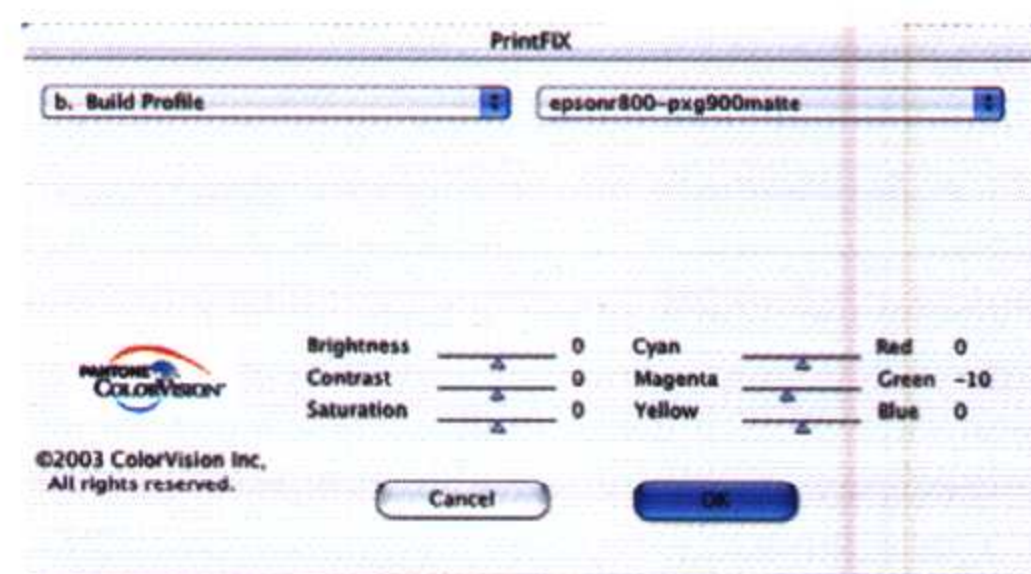 PrintFIX
b. Build Profile
epsonr800-pxg900matte
Brightness 0 Cyan Red 0
Contrast 0 Magenta Green -10
Saturation 0 Yellow Blue 0
PANTONE
COLORVISION
©2003 ColorVision Inc,
All rights reserved.
Cancel OK